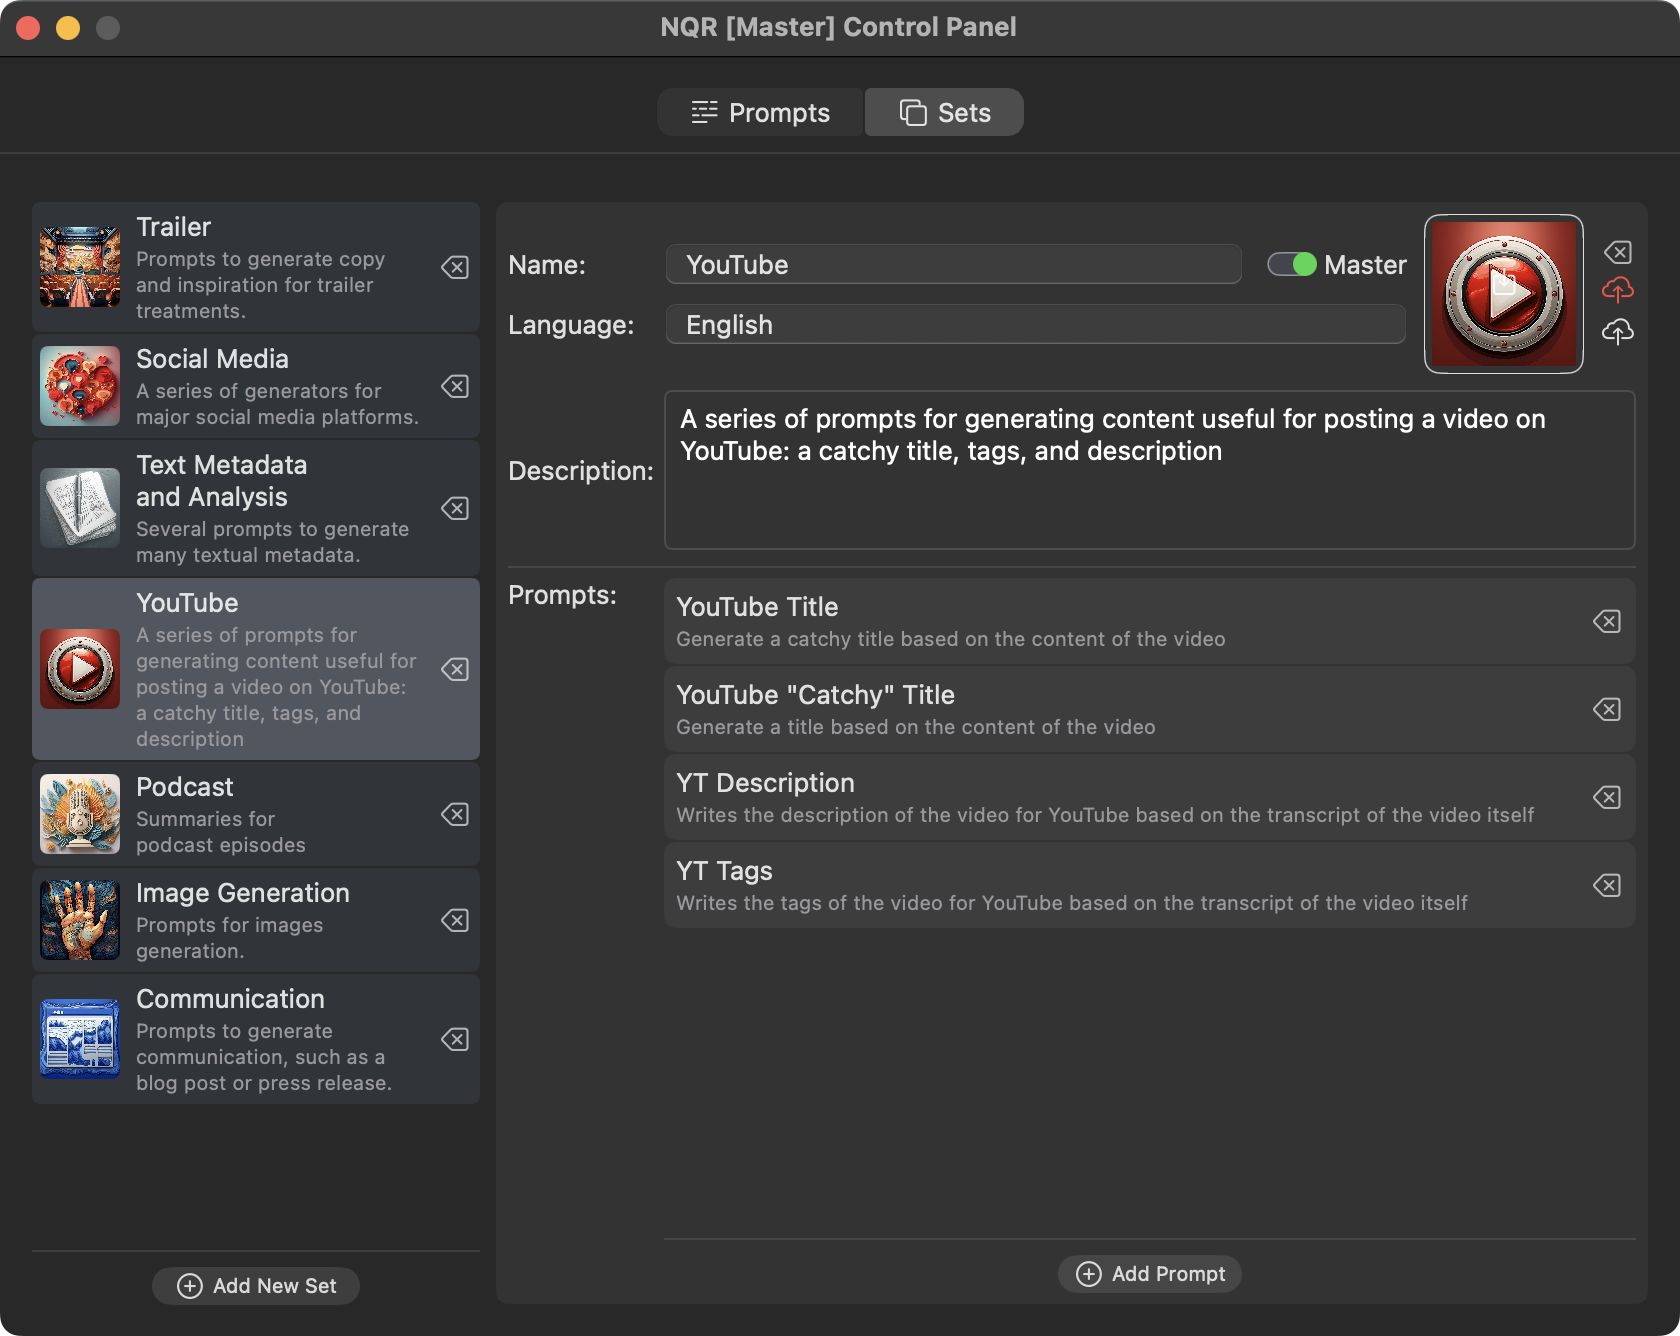 NQR [Master] Control Panel
Prompts
Sets
Trailer
Prompts to generate copy
and inspiration for trailer
treatments.
Social Media
A series of generators for
major social media platforms.
Text Metadata
and Analysis
Several prompts to generate
many textual metadata.
YouTube
A series of prompts for
generating content useful for
posting a video on YouTube:
a catchy title, tags, and
description
Podcast
Summaries for
podcast episodes
Image Generation
Prompts for images
generation.
Communication
Prompts to generate
communication, such as a
blog post or press release.
Add New Set
Name:
YouTube
Master
Language:
English
Description:
A series of prompts for generating content useful for posting a video on
YouTube: a catchy title, tags, and description
Prompts:
YouTube Title
Generate a catchy title based on the content of the video
YouTube "Catchy" Title
Generate a title based on the content of the video
YT Description
Writes the description of the video for YouTube based on the transcript of the video itself
YT Tags
Writes the tags of the video for YouTube based on the transcript of the video itself
Add Prompt